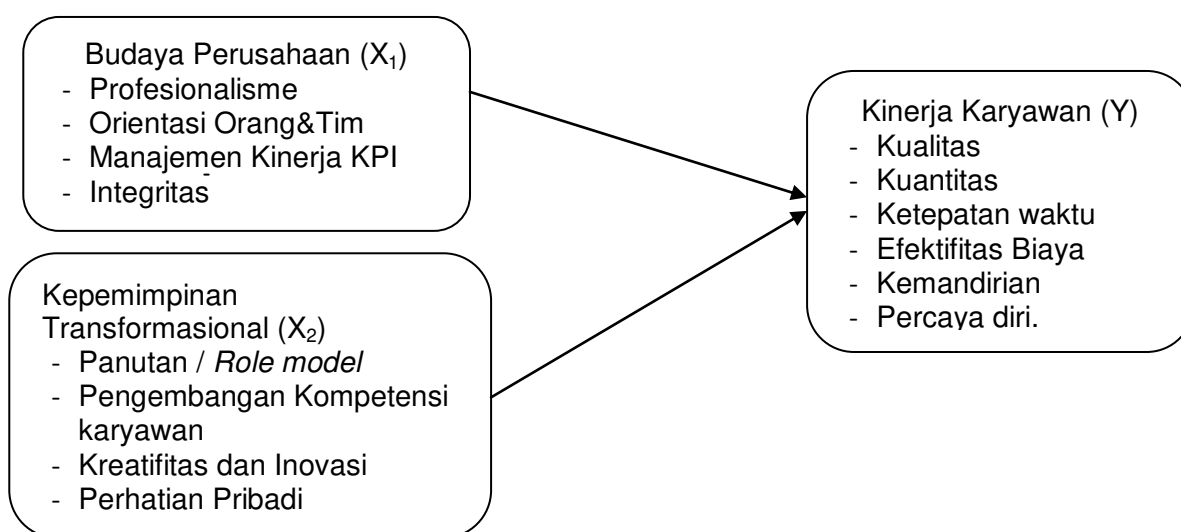 Budaya Perusahaan (X₁)
- Profesionalisme
- Orientasi Orang&Tim
- Manajemen Kinerja KPI
- Integritas
Kepemimpinan
Transformasional (X₂)
- Panutan / Role model
- Pengembangan Kompetensi
karyawan
- Kreatifitas dan Inovasi
- Perhatian Pribadi
Kinerja Karyawan (Y)
- Kualitas
- Kuantitas
- Ketepatan waktu
- Efektifitas Biaya
- Kemandirian
- Percaya diri.